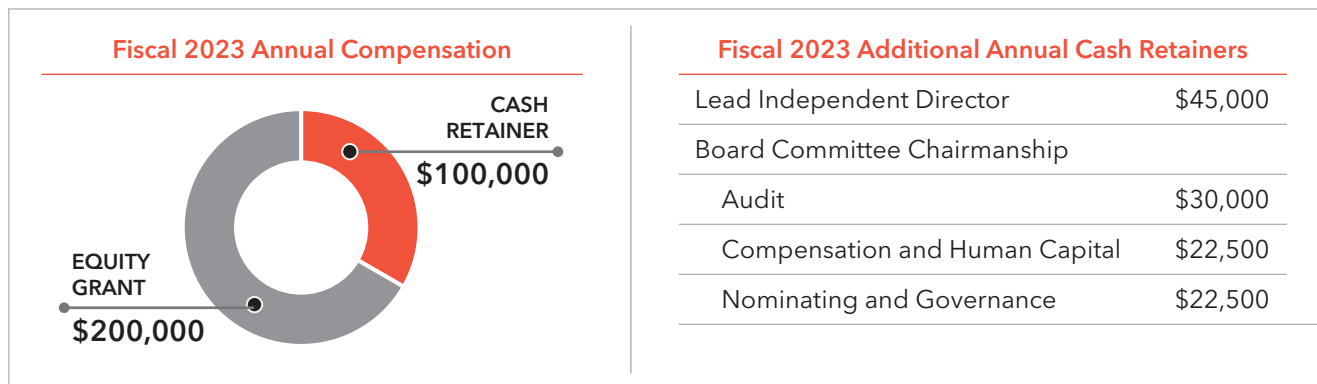 Fiscal 2023 Annual Compensation
CASH
RETAINER
$100,000
EQUITY
GRANT
$200,000
Fiscal 2023 Additional Annual Cash Retainers
Lead Independent Director $45,000
Board Committee Chairmanship
Audit $30,000
Compensation and Human Capital $22,500
Nominating and Governance $22,500